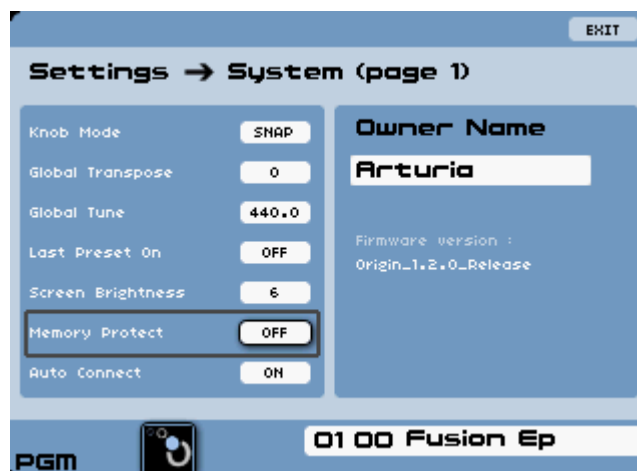 EXIT
Settings → System (page 1)
Knob Mode SNAP
Global Transpose 0
Global Tune 440.0
Last Preset On OFF
Screen Brightness 6
Memory Protect OFF
Auto Connect ON
Owner Name
Arturia
Firmware version :
Origin_1.2.0_Release
PGM
01 00 Fusion Ep